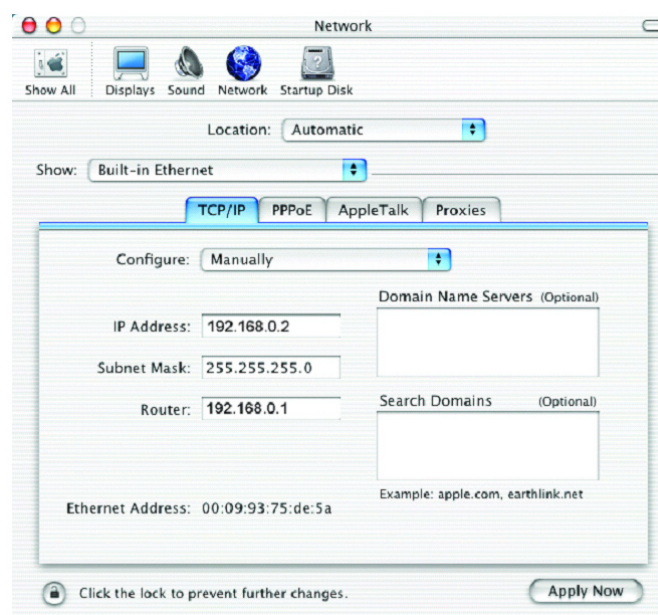 Network
Show All Displays Sound Network Startup Disk
Location: Automatic
Show: Built-in Ethernet
TCP/IP PPPoE AppleTalk Proxies
Configure: Manually
Domain Name Servers (Optional)
IP Address: 192.168.0.2
Subnet Mask: 255.255.255.0
Search Domains (Optional)
Router: 192.168.0.1
Example: apple.com, earthlink.net
Ethernet Address: 00:09:93:75:de:5a
Click the lock to prevent further changes.
Apply Now